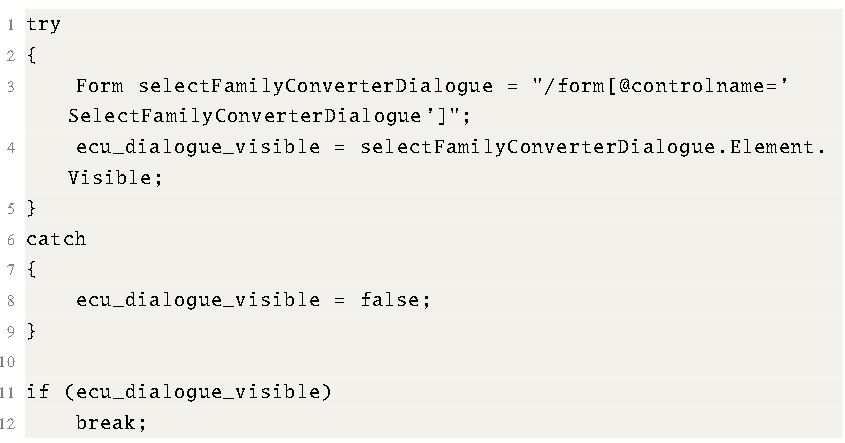 1 try
2 {
3 Form selectFamilyConverterDialogue = "/form[@controlname='
SelectFamilyConverterDialogue']";
4 ecu_dialogue_visible = selectFamilyConverterDialogue.Element.
Visible;
5 }
6 catch
7 {
8 ecu_dialogue_visible = false;
9 }
10
11 if (ecu_dialogue_visible)
12 break;